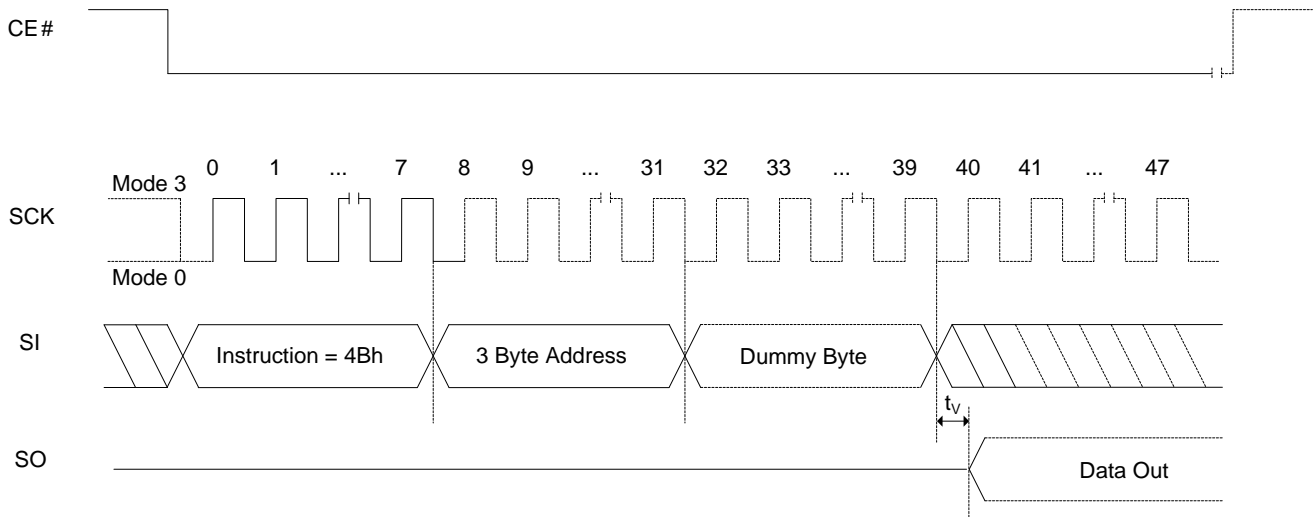 CE#
0 1 ... 7 8 9 ... 31 32 33 ... 39 40 41 ... 47
Mode 3
SCK
Mode 0
SI
Instruction = 4Bh
3 Byte Address
Dummy Byte
tV
SO
Data Out